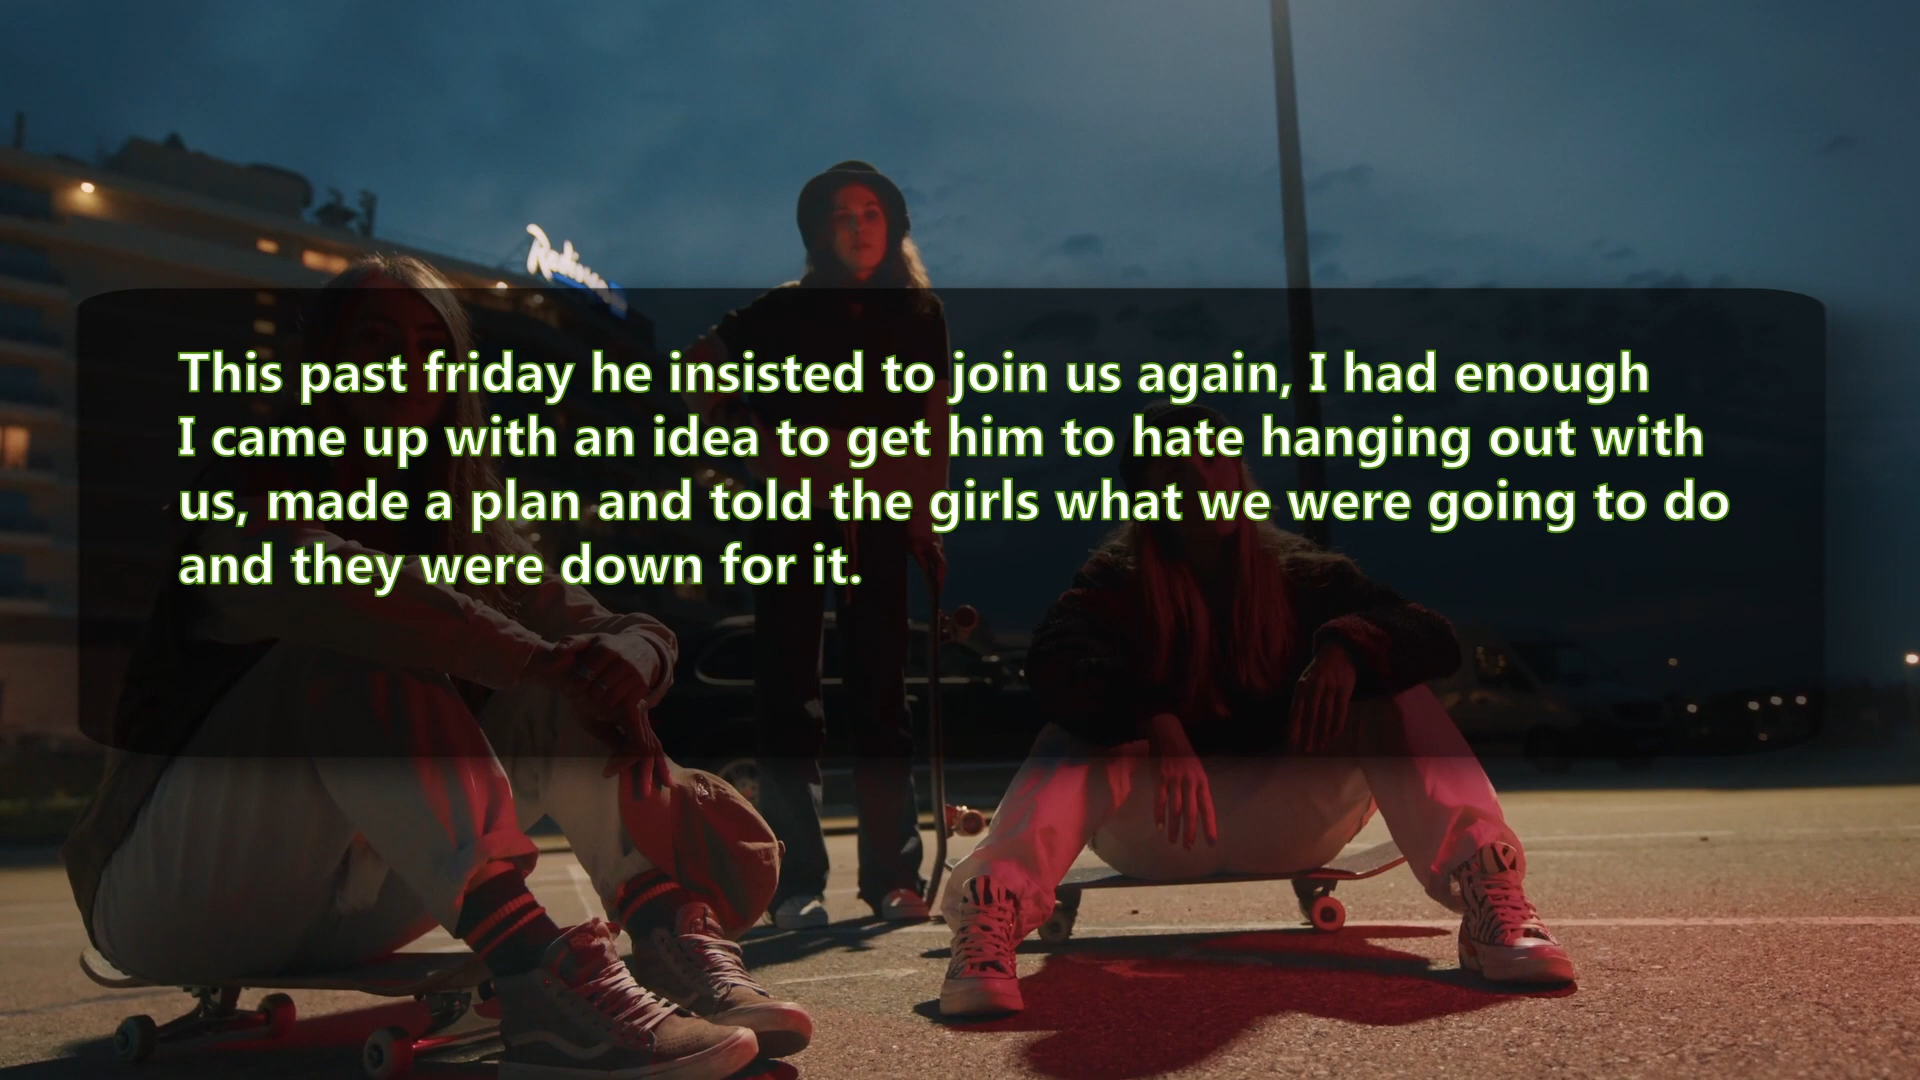 Radisson
This past friday he insisted to join us again, I had enough
I came up with an idea to get him to hate hanging out with
us, made a plan and told the girls what we were going to do
and they were down for it.